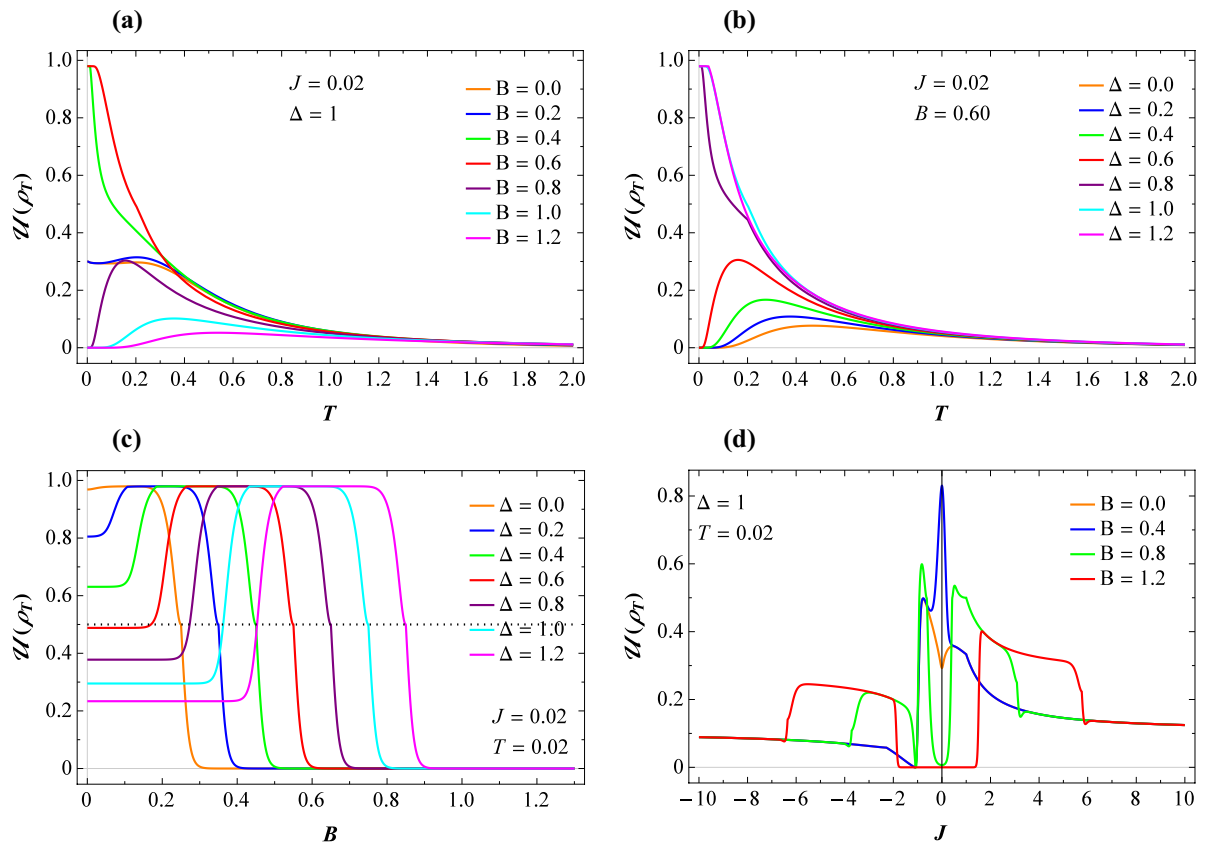 (a)
J = 0.02
Δ = 1
B = 0.0
B = 0.2
B = 0.4
B = 0.6
B = 0.8
B = 1.0
B = 1.2
1.0
0.8
0.6
0.4
0.2
0
𝒰(ρT)
0 0.2 0.4 0.6 0.8 1.0 1.2 1.4 1.6 1.8 2.0
T
(b)
J = 0.02
B = 0.60
Δ = 0.0
Δ = 0.2
Δ = 0.4
Δ = 0.6
Δ = 0.8
Δ = 1.0
Δ = 1.2
1.0
0.8
0.6
0.4
0.2
0
𝒰(ρT)
0 0.2 0.4 0.6 0.8 1.0 1.2 1.4 1.6 1.8 2.0
T
(c)
Δ = 0.0
Δ = 0.2
Δ = 0.4
Δ = 0.6
Δ = 0.8
Δ = 1.0
Δ = 1.2
J = 0.02
T = 0.02
1.0
0.8
0.6
0.4
0.2
0
𝒰(ρT)
0 0.2 0.4 0.6 0.8 1.0 1.2
B
(d)
Δ = 1
T = 0.02
B = 0.0
B = 0.4
B = 0.8
B = 1.2
0.8
0.6
0.4
0.2
0
𝒰(ρT)
−10 −8 −6 −4 −2 0 2 4 6 8 10
J